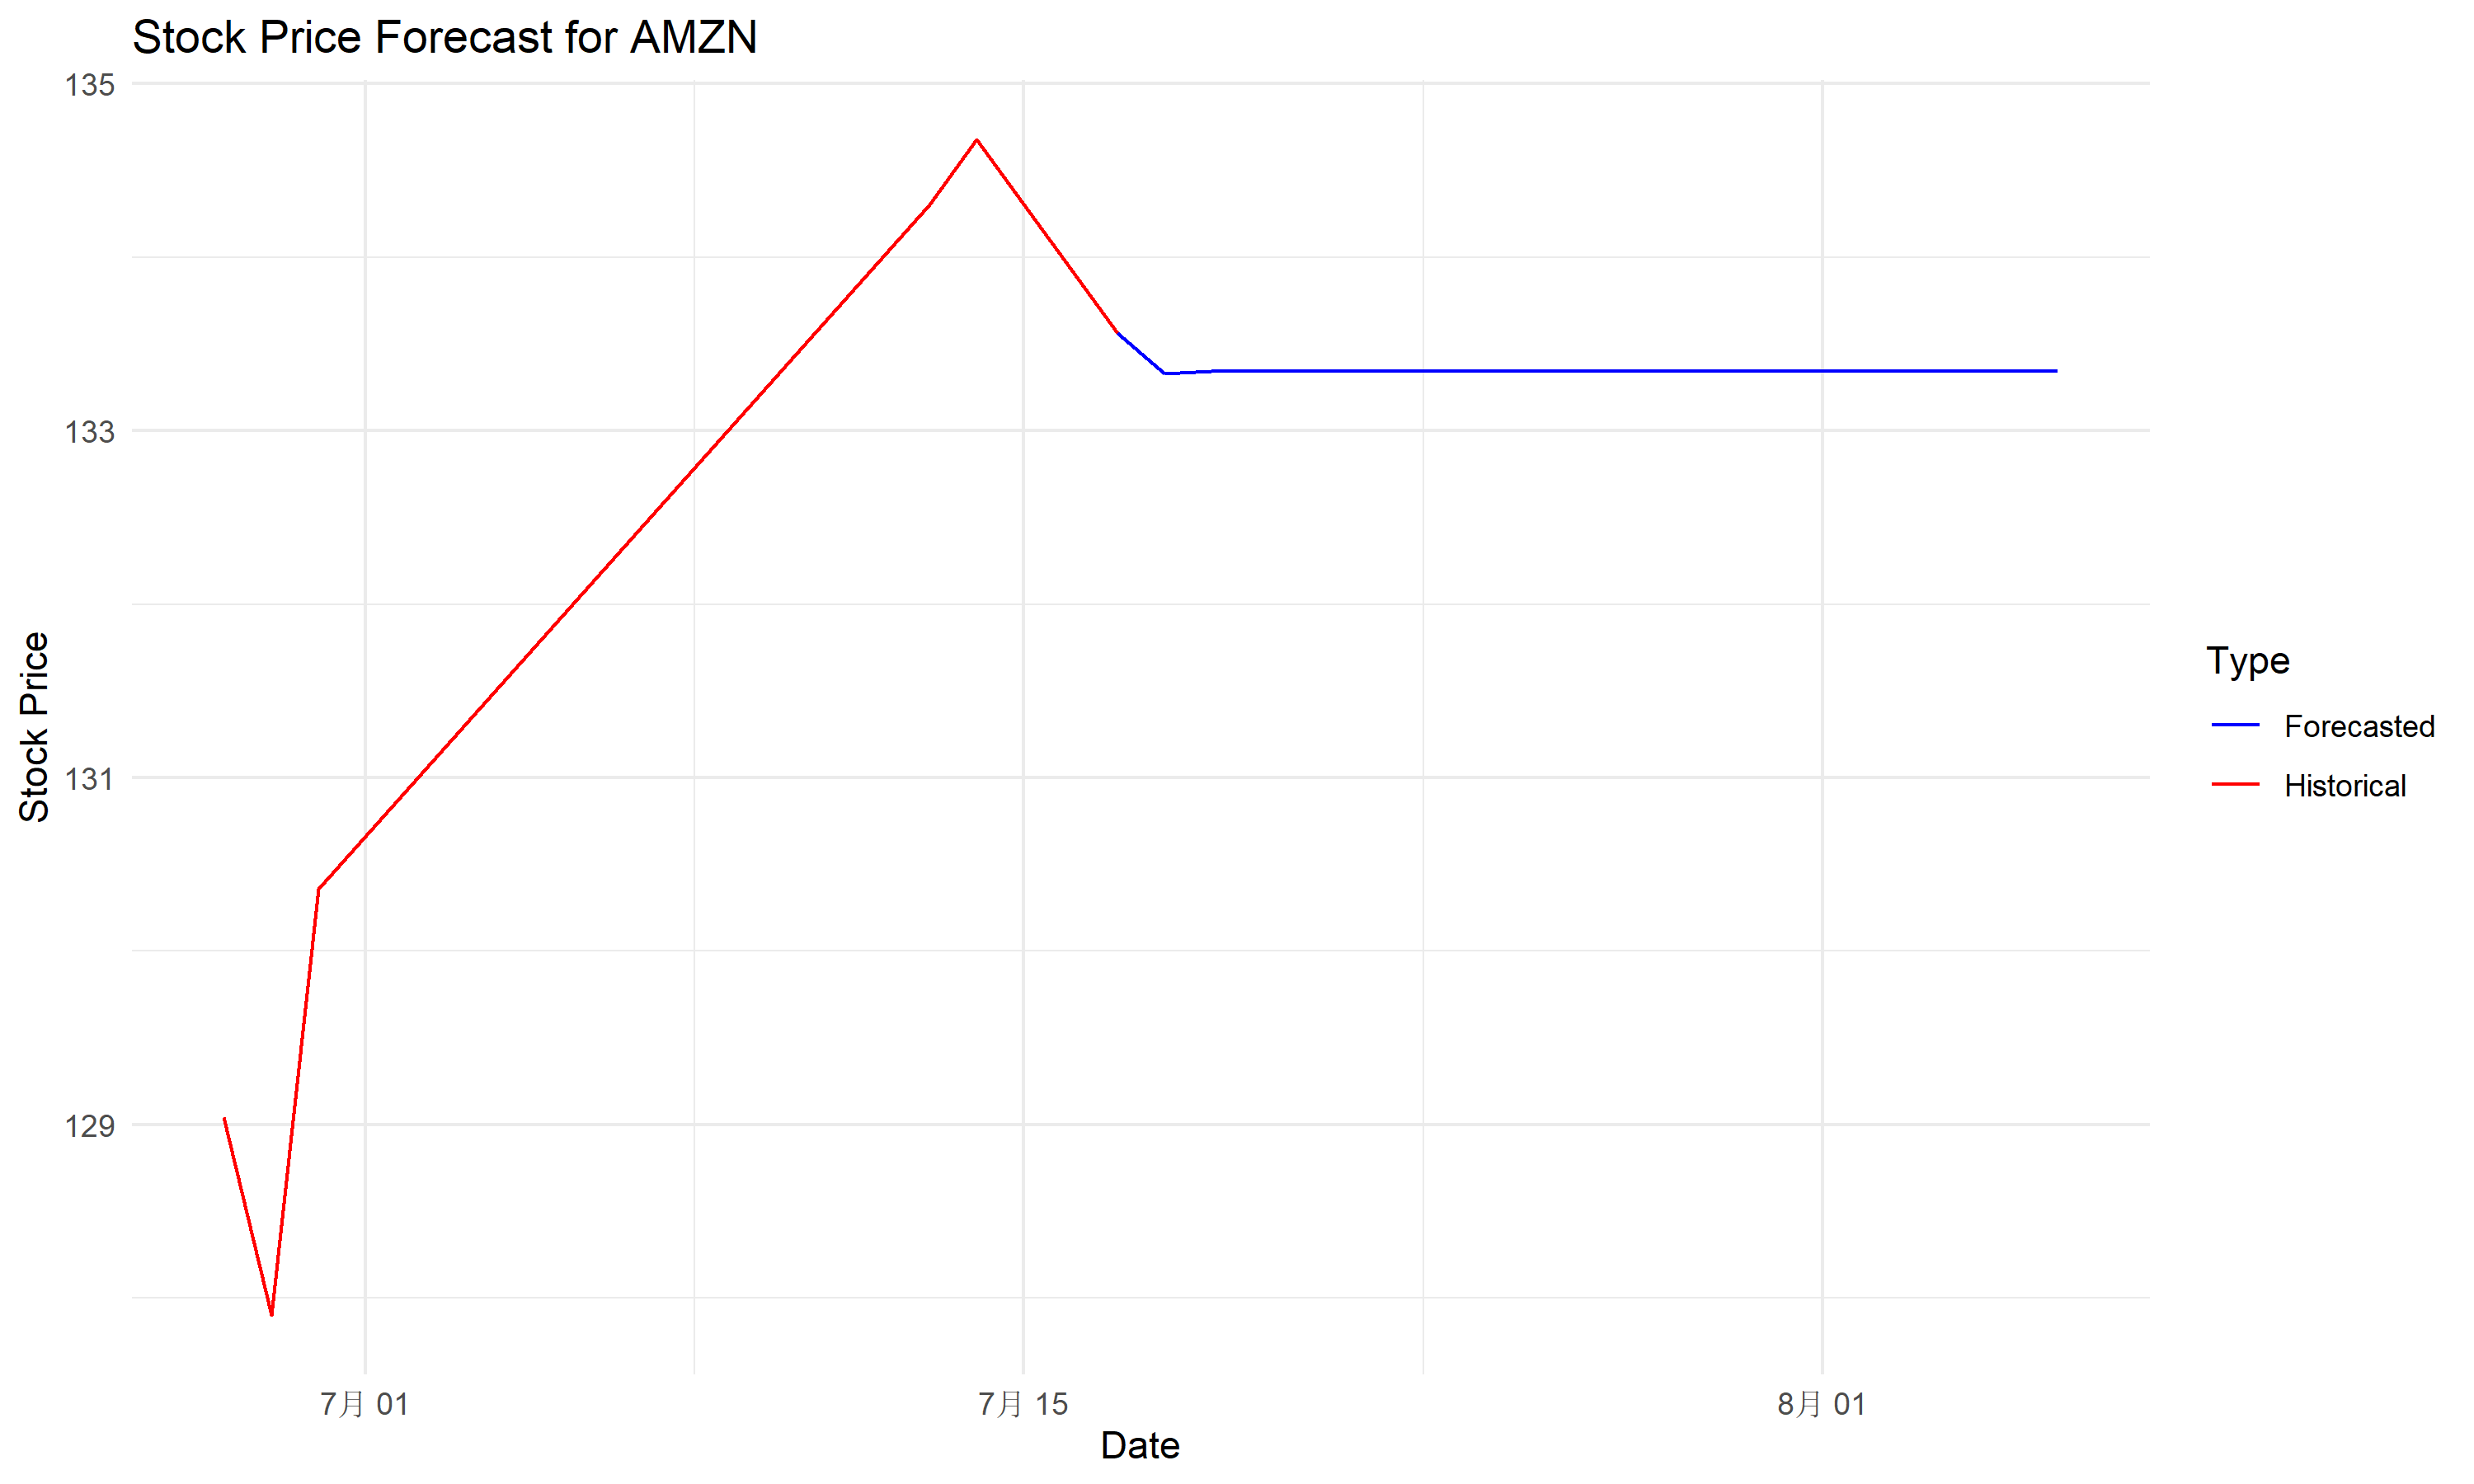 Stock Price Forecast for AMZN
135
133
131
129
Stock Price
7月 01
7月 15
8月 01
Date
Type
Forecasted
Historical